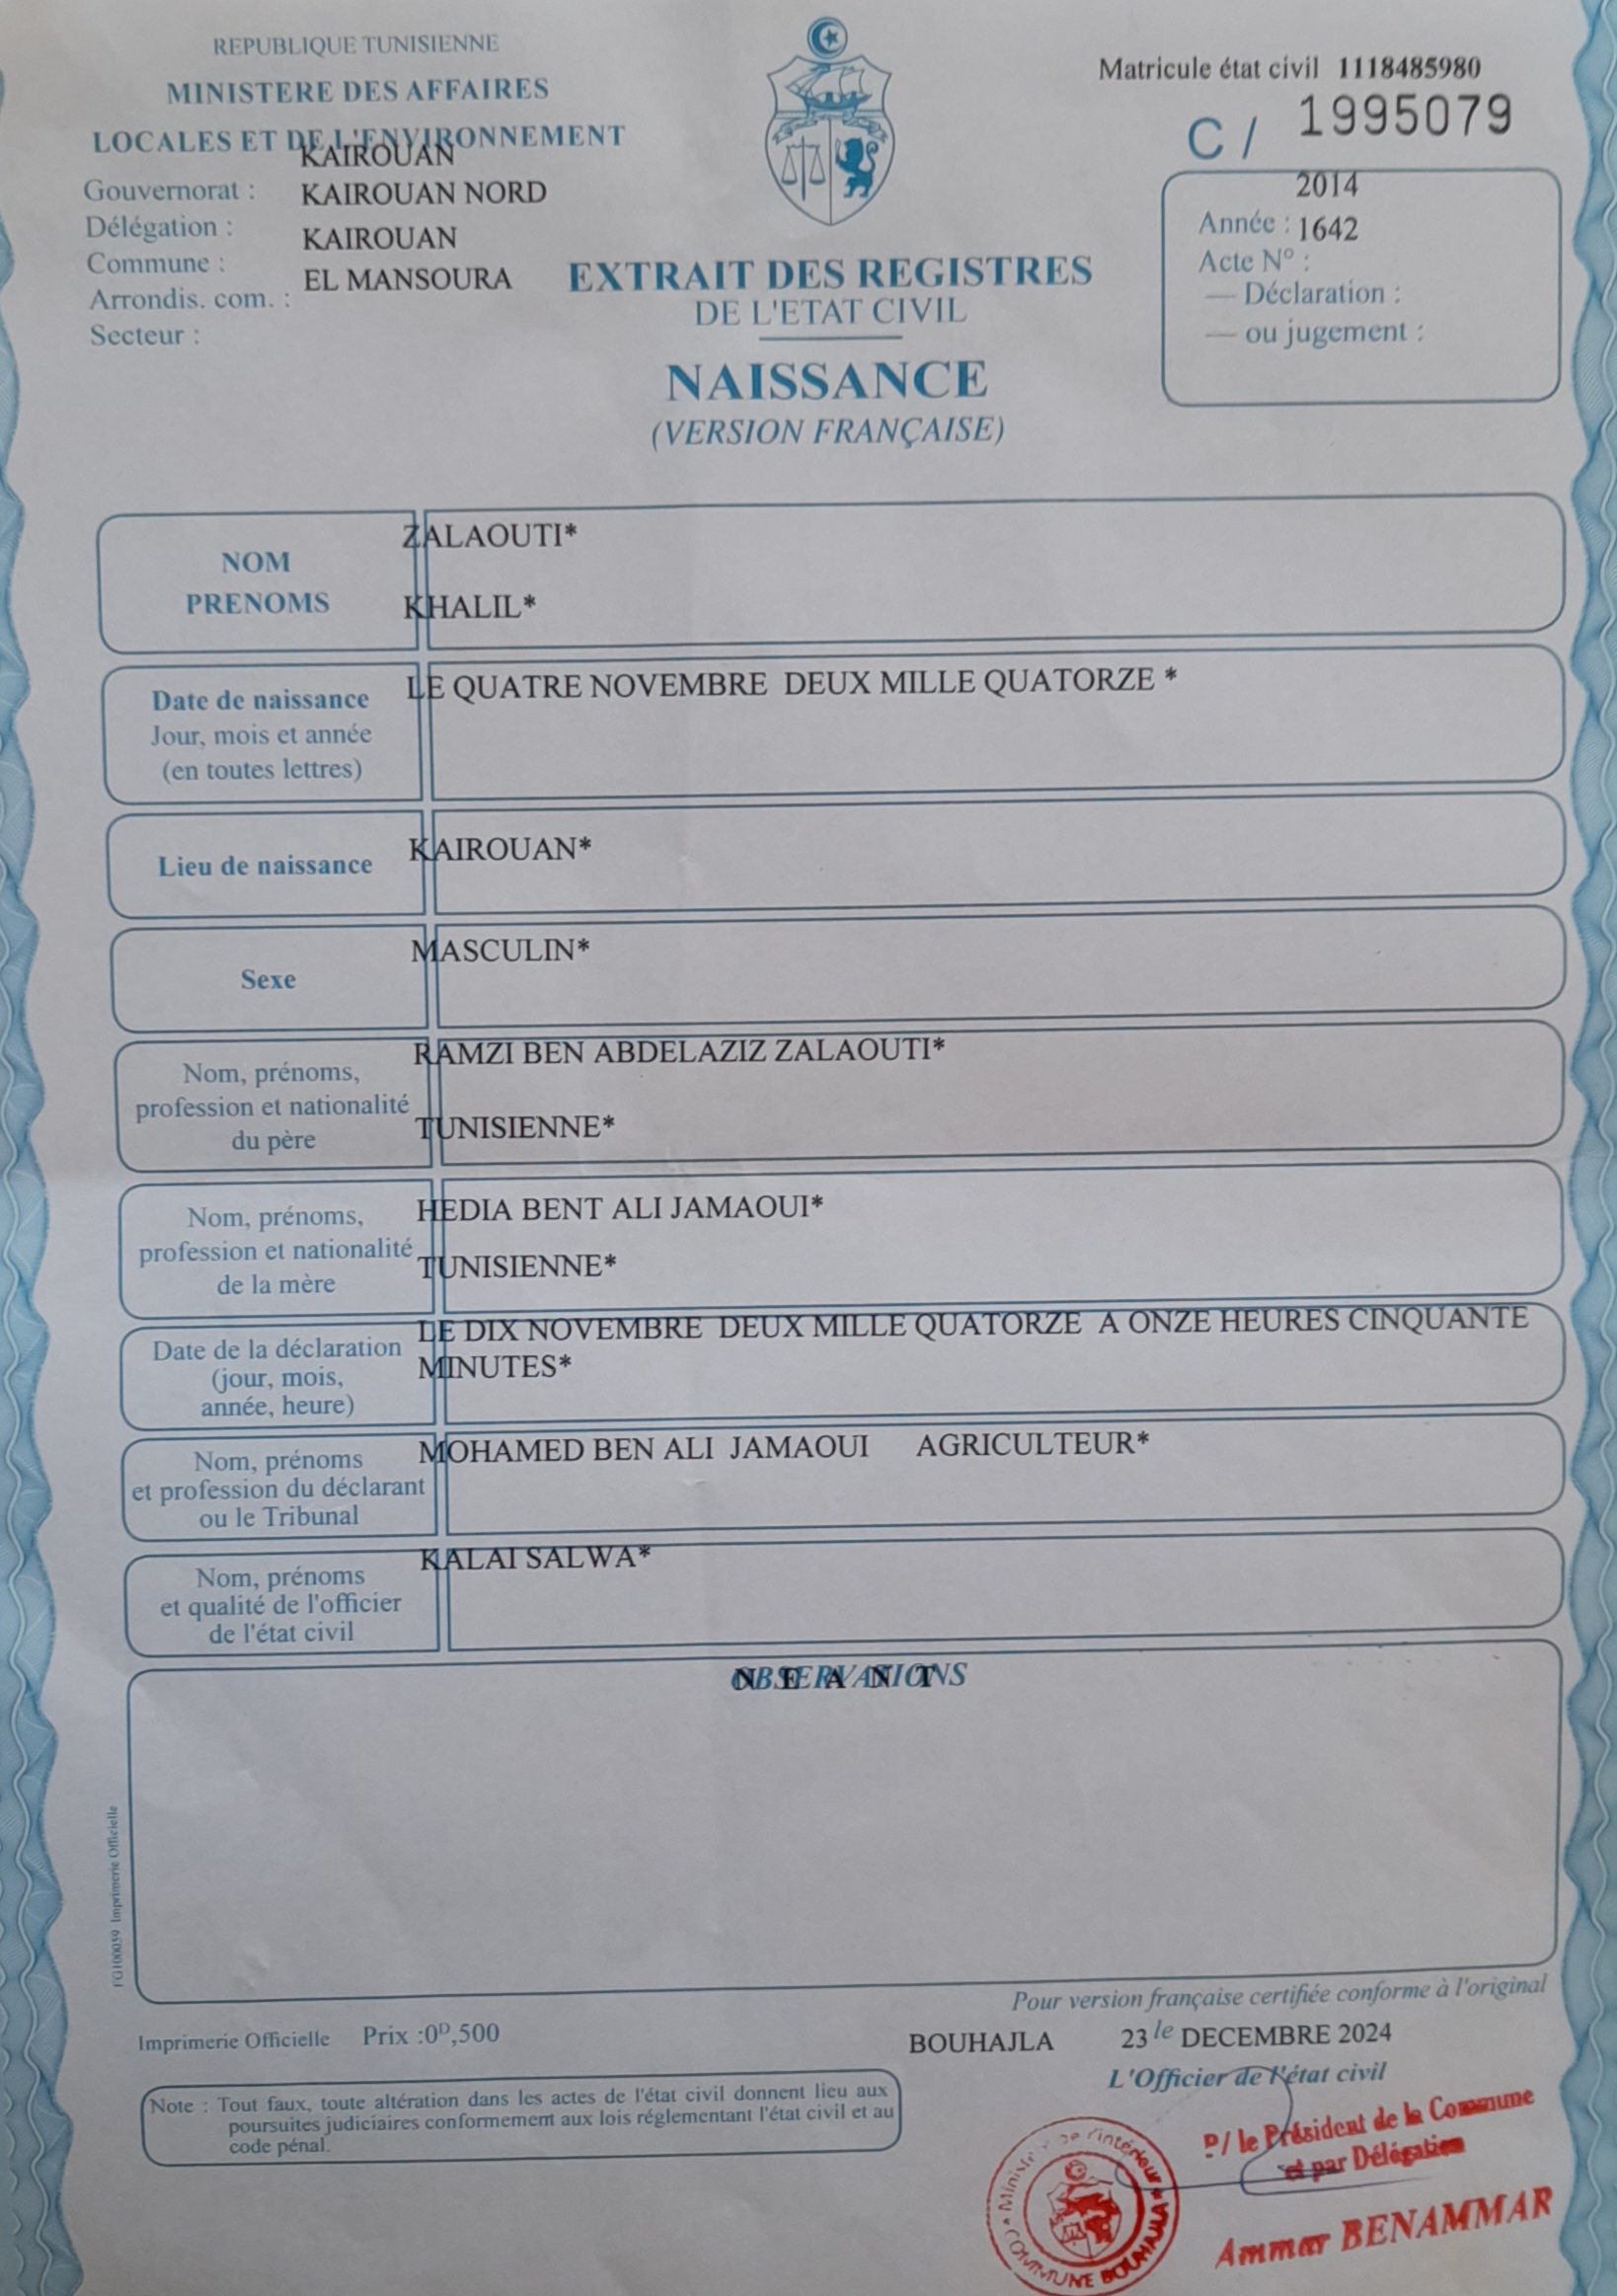 REPUBLIQUE TUNISIENNE
MINISTERE DES AFFAIRES
LOCALES ET DE L'ENVIRONNEMENT
KAIROUAN
Gouvernorat :
KAIROUAN NORD
Délégation :
KAIROUAN
Commune :
EL MANSOURA
Arrondis. com. :
Secteur :
Matricule état civil 1118485980
C / 1995079
2014
Année : 1642
Acte N° :
— Déclaration :
— ou jugement :
EXTRAIT DES REGISTRES
DE L'ETAT CIVIL
NAISSANCE
(VERSION FRANÇAISE)
NOM
PRENOMS
ZALAOUTI*
KHALIL*
Date de naissance
Jour, mois et année
(en toutes lettres)
LE QUATRE NOVEMBRE DEUX MILLE QUATORZE *
Lieu de naissance
KAIROUAN*
Sexe
MASCULIN*
Nom, prénoms,
profession et nationalité
du père
RAMZI BEN ABDELAZIZ ZALAOUTI*
TUNISIENNE*
Nom, prénoms,
profession et nationalité
de la mère
HEDIA BENT ALI JAMAOUI*
TUNISIENNE*
Date de la déclaration
(jour, mois,
année, heure)
LE DIX NOVEMBRE DEUX MILLE QUATORZE A ONZE HEURES CINQUANTE
MINUTES*
Nom, prénoms
et profession du déclarant
ou le Tribunal
MOHAMED BEN ALI JAMAOUI AGRICULTEUR*
Nom, prénoms
et qualité de l'officier
de l'état civil
KALAI SALWA*
OBSERVATIONS
N E A N T
FG100059 Imprimerie Officielle
Pour version française certifiée conforme à l'original
Imprimerie Officielle Prix :0D,500
BOUHAJLA 23 le DECEMBRE 2024
L'Officier de l'état civil
Note : Tout faux, toute altération dans les actes de l'état civil donnent lieu aux
poursuites judiciaires conformement aux lois réglementant l'état civil et au
code pénal.
P/ le Président de la Commune
et par Délégation
Ammar BENAMMAR
Ministère De l'intérieur
COMMUNE BOUHAJLA